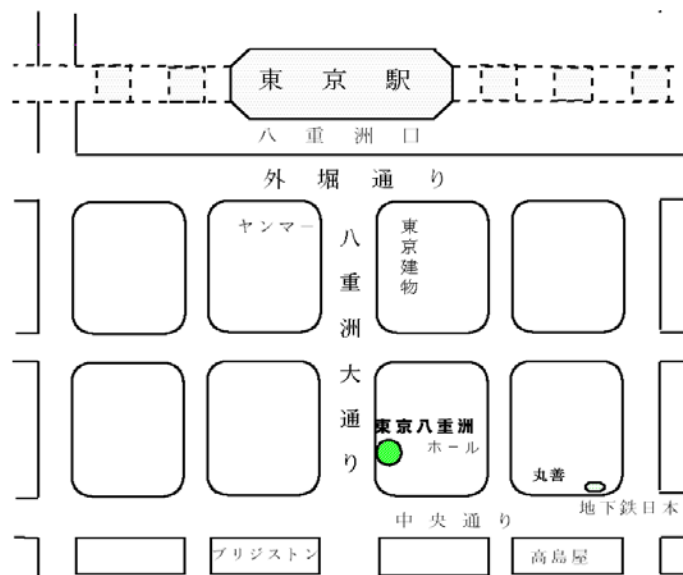 東京駅
八重洲口
外堀通り
ヤンマー
八重洲大通り
東京建物
東京八重洲
ホール
丸善
地下鉄日本
中央通り
ブリジストン
高島屋